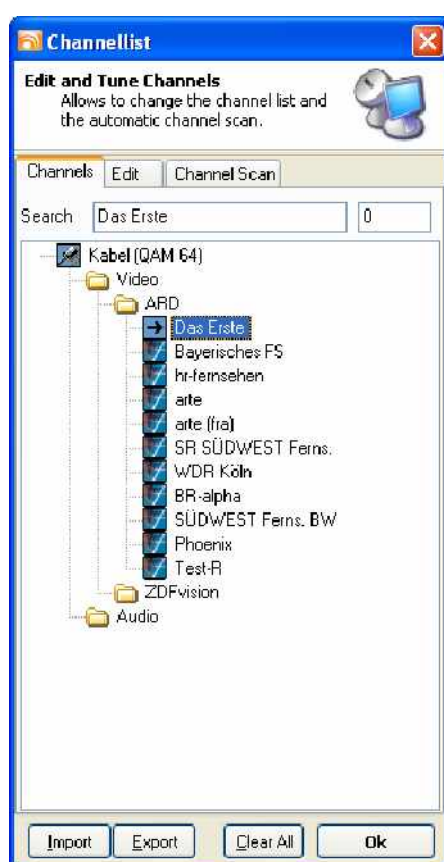 Channellist
Edit and Tune Channels
Allows to change the channel list and
the automatic channel scan.
Channels Edit Channel Scan
Search Das Erste 0
Kabel (QAM 64)
Video
ARD
Das Erste
Bayerisches FS
hr-fernsehen
arte
arte (fra)
SR SÜDWEST Ferns.
WDR Köln
BR-alpha
SÜDWEST Ferns. BW
Phoenix
Test-R
ZDFvision
Audio
Import Export Clear All Ok